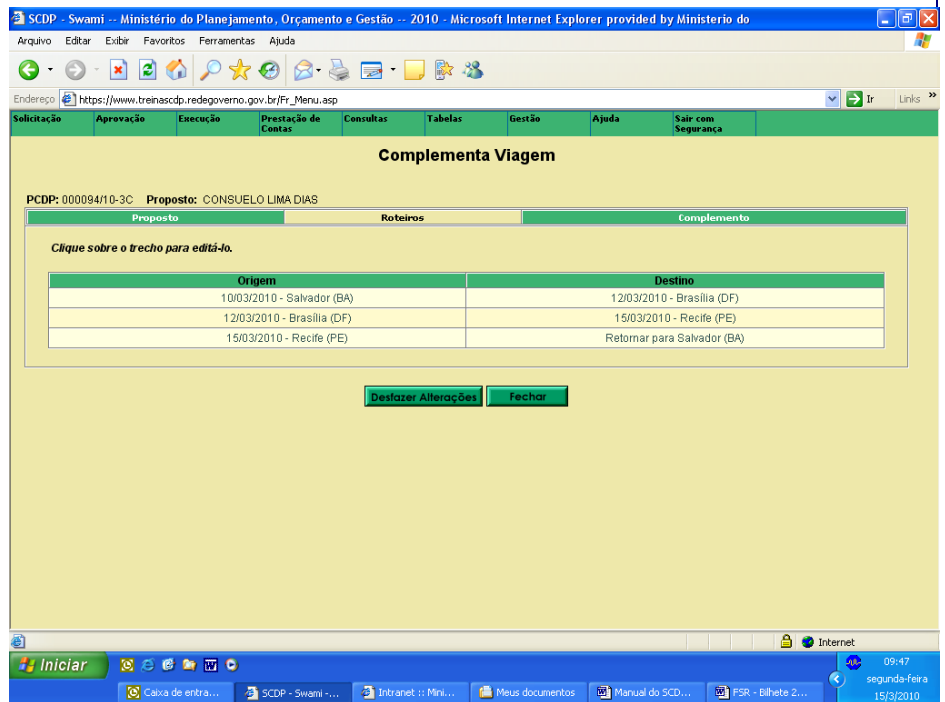 SCDP - Swami -- Ministério do Planejamento, Orçamento e Gestão -- 2010 - Microsoft Internet Explorer provided by Ministerio do
Arquivo Editar Exibir Favoritos Ferramentas Ajuda
Endereço https://www.treinascdp.redegoverno.gov.br/Fr_Menu.asp Ir Links »
Solicitação Aprovação Execução Prestação de Contas Consultas Tabelas Gestão Ajuda Sair com Segurança
Complementa Viagem
PCDP: 000094/10-3C Proposto: CONSUELO LIMA DIAS
Proposto Roteiros Complemento
Clique sobre o trecho para editá-lo.
Origem Destino
10/03/2010 - Salvador (BA) 12/03/2010 - Brasília (DF)
12/03/2010 - Brasília (DF) 15/03/2010 - Recife (PE)
15/03/2010 - Recife (PE) Retornar para Salvador (BA)
Desfazer Alterações Fechar
Internet
Iniciar 09:47
segunda-feira
Caixa de entra... SCDP - Swami -... Intranet :: Mini... Meus documentos Manual do SCD... FSR - Bilhete 2...
15/3/2010